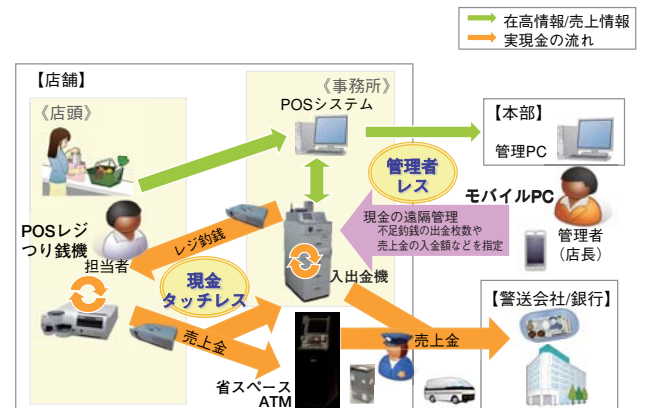 在高情報/売上情報
実現金の流れ
【店舗】
《店頭》
《事務所》
POSシステム
【本部】
管理PC
管理者
レス
モバイルPC
現金の遠隔管理
不足釣銭の出金枚数や
売上金の入金額などを指定
管理者
(店長)
POSレジ
つり銭機
担当者
レジ釣銭
現金
タッチレス
入出金機
【警送会社/銀行】
売上金
売上金
省スペース
ATM